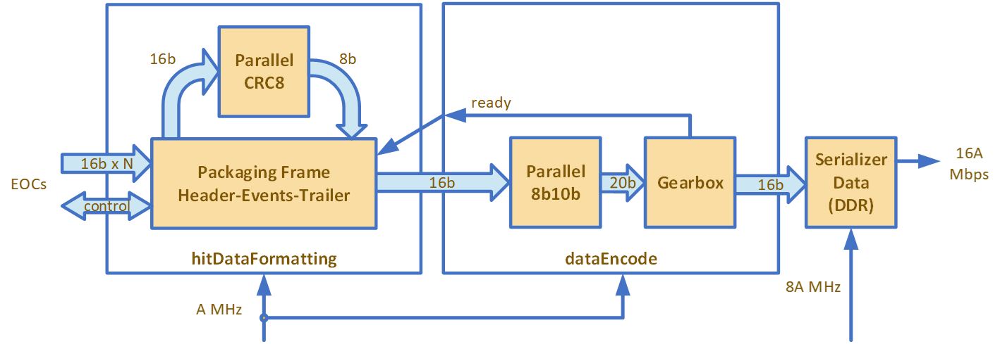 16b
Parallel
CRC8
8b
ready
EOCs
16b x N
control
Packaging Frame
Header-Events-Trailer
16b
Parallel
8b10b
20b
Gearbox
16b
Serializer
Data
(DDR)
16A
Mbps
hitDataFormatting
dataEncode
A MHz
8A MHz